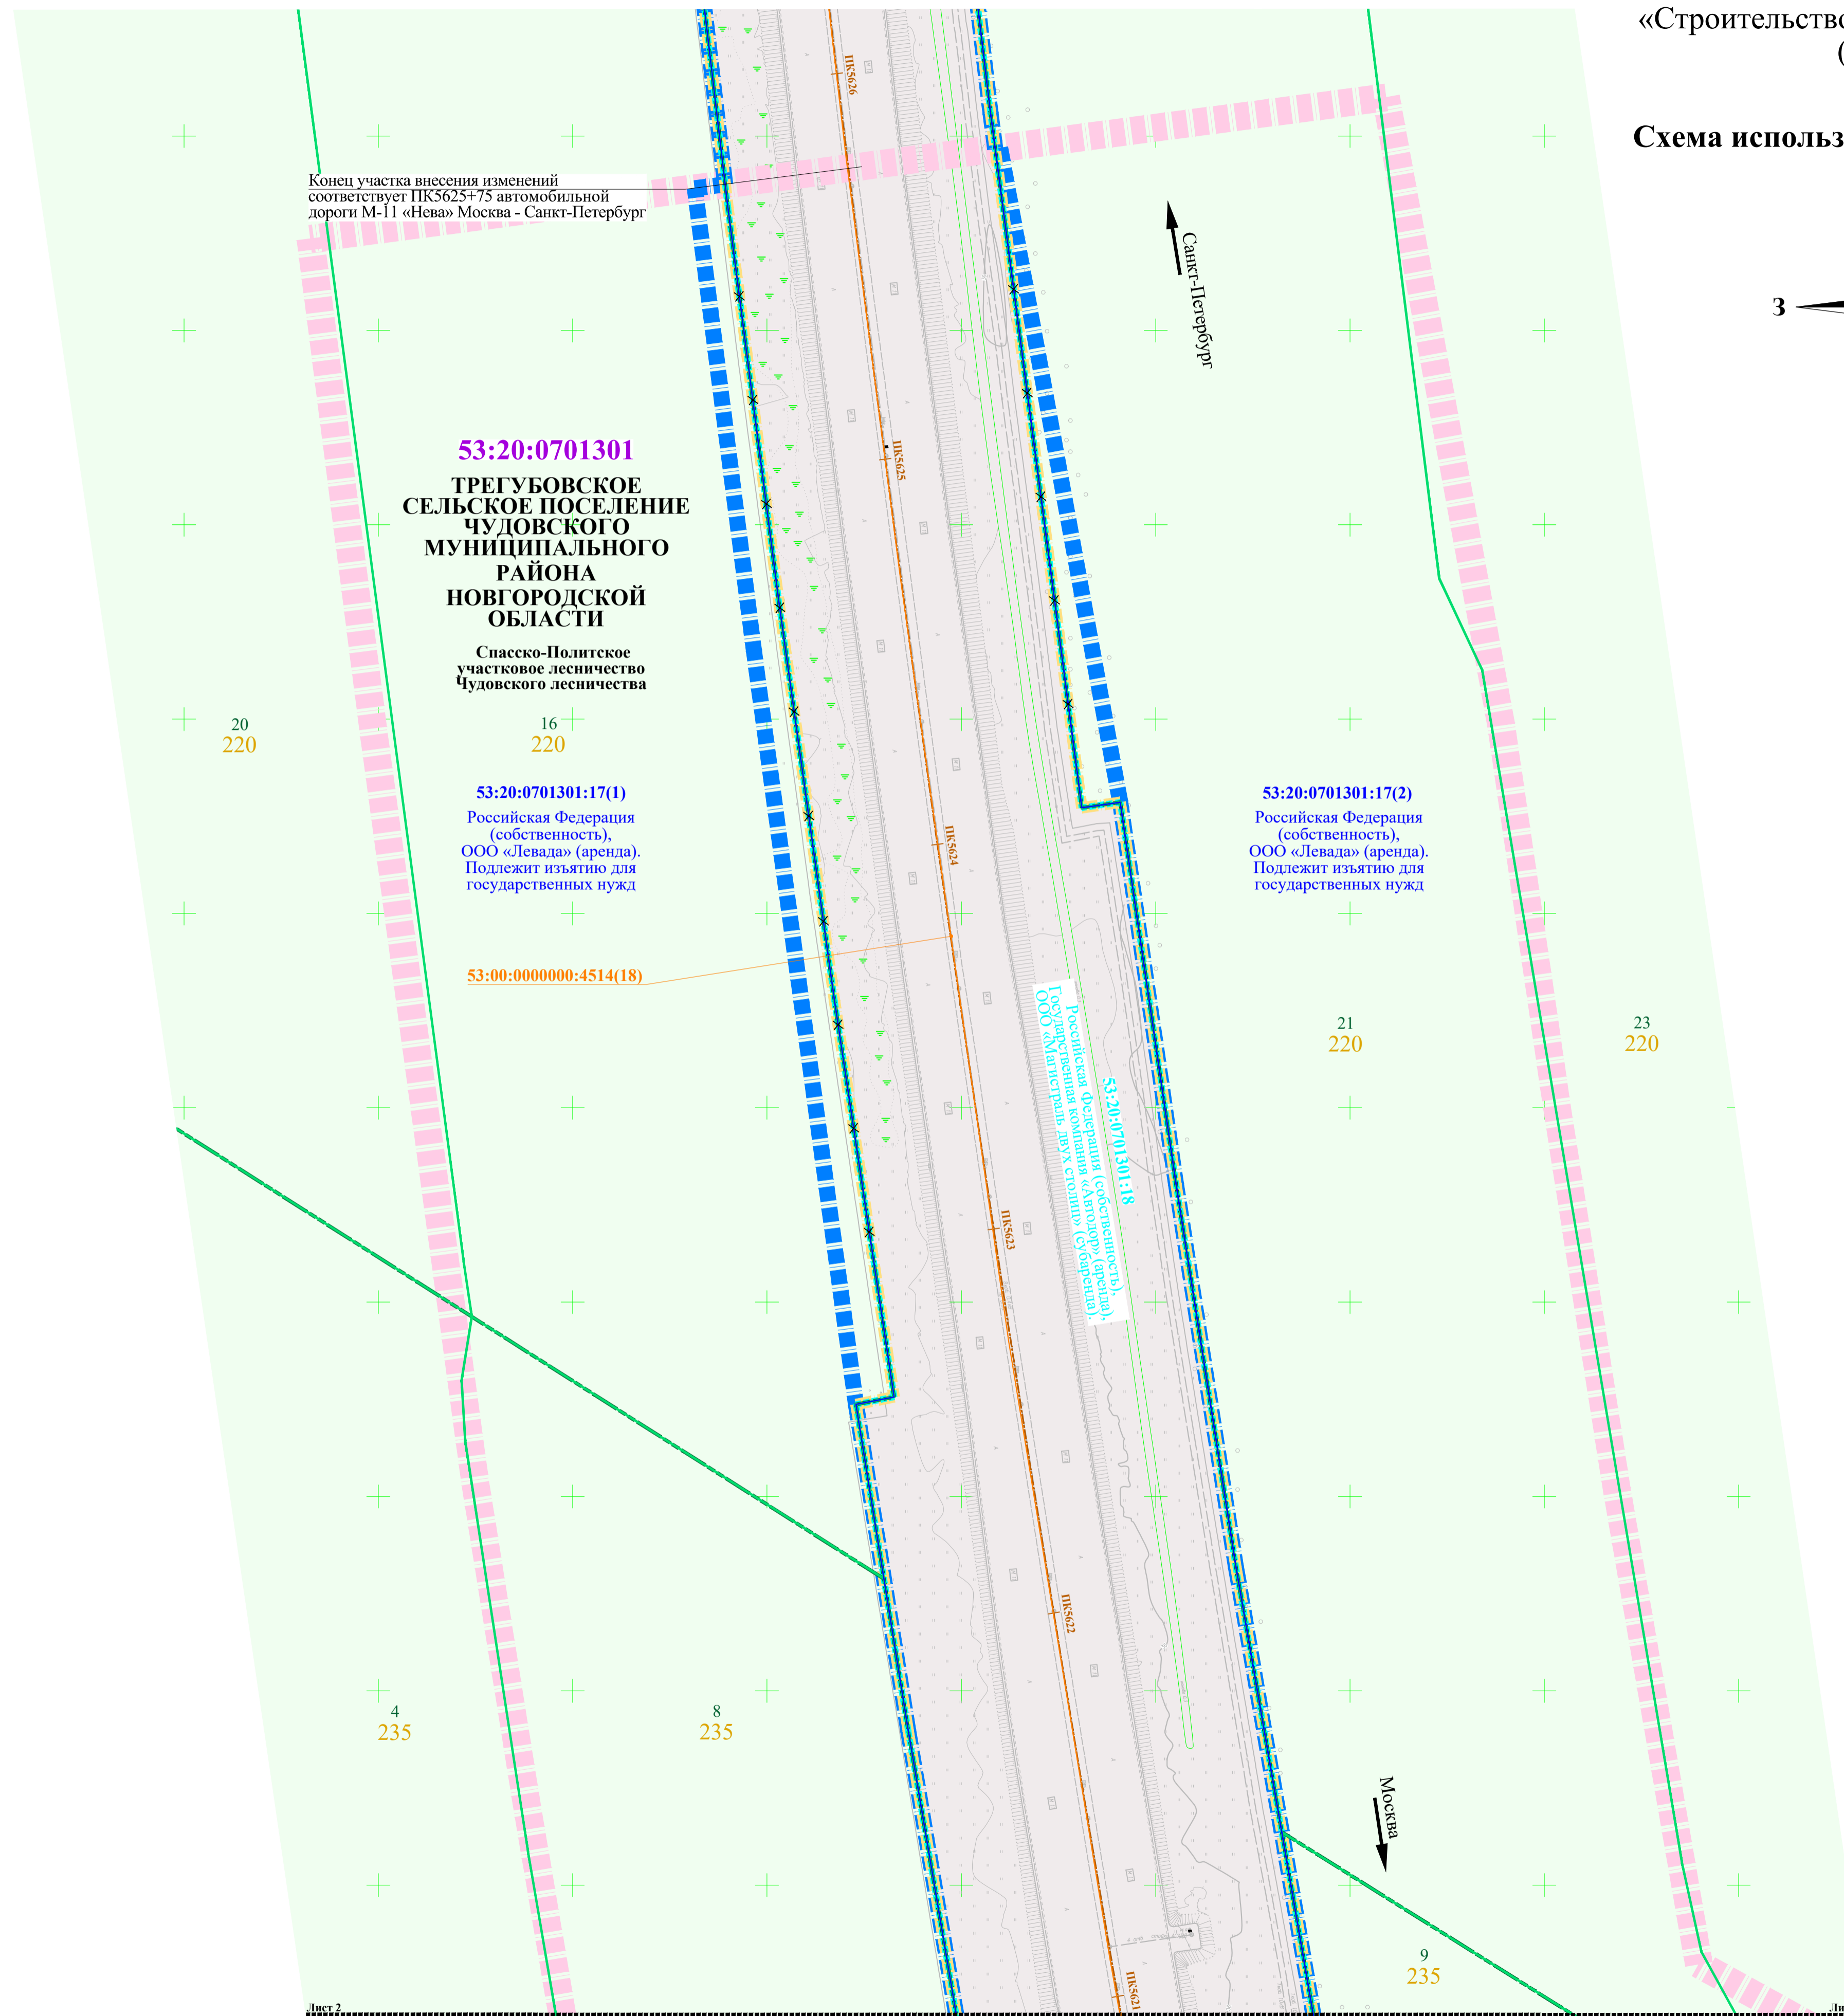 «Строительство
(
Схема использ
З
Конец участка внесения изменений
соответствует ПК5625+75 автомобильной
дороги М-11 «Нева» Москва - Санкт-Петербург
ПК5626
Санкт-Петербург
53:20:0701301
ТРЕГУБОВСКОЕ
СЕЛЬСКОЕ ПОСЕЛЕНИЕ
ЧУДОВСКОГО
МУНИЦИПАЛЬНОГО
РАЙОНА
НОВГОРОДСКОЙ
ОБЛАСТИ
Спасско-Политское
участковое лесничество
Чудовского лесничества
ПК5625
20
220
16
220
53:20:0701301:17(1)
Российская Федерация
(собственность),
ООО «Левада» (аренда).
Подлежит изъятию для
государственных нужд
ПК5624
53:20:0701301:17(2)
Российская Федерация
(собственность),
ООО «Левада» (аренда).
Подлежит изъятию для
государственных нужд
53:00:0000000:4514(18)
53:20:0701301:18
Российская Федерация (собственность),
Государственная компания «Автодор» (аренда),
ООО «Магистраль двух столиц» (субаренда).
21
220
23
220
ПК5623
ПК5622
4
235
8
235
Москва
9
235
ПК5621
Лист 2
Ли